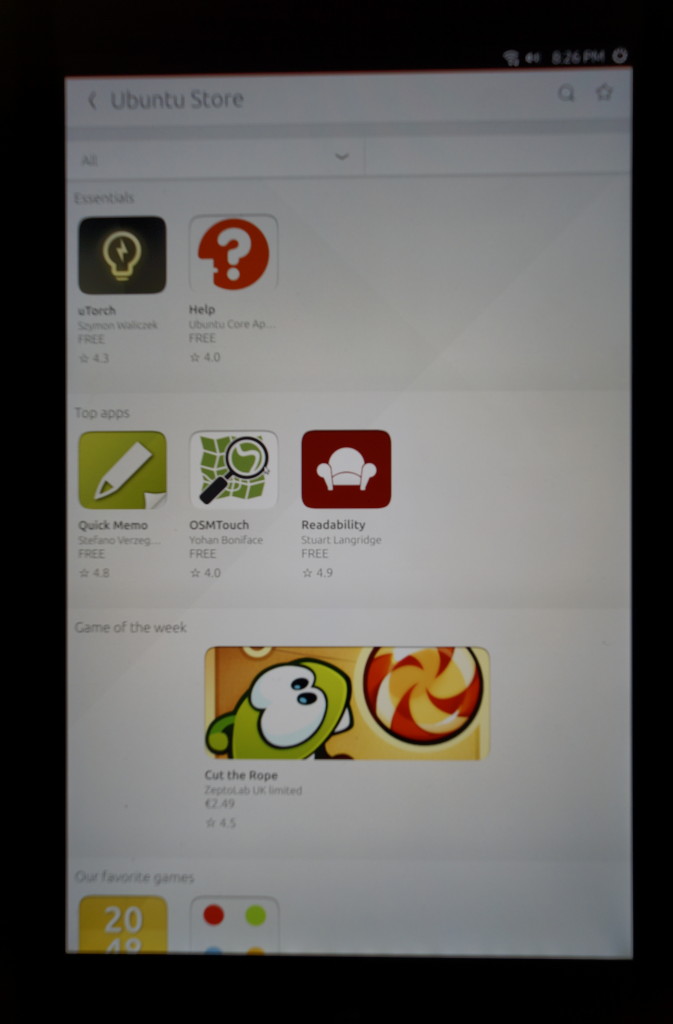 8:26 PM
Ubuntu Store
All
Essentials
uTorch
Szymon Waliczek
FREE
4.3
Help
Ubuntu Core Ap...
FREE
4.0
Top apps
Quick Memo
Stefano Verzeg...
FREE
4.8
OSMTouch
Yohan Boniface
FREE
4.0
Readability
Stuart Langridge
FREE
4.9
Game of the week
Cut the Rope
ZeptoLab UK limited
€2.49
4.5
Our favorite games
20
48